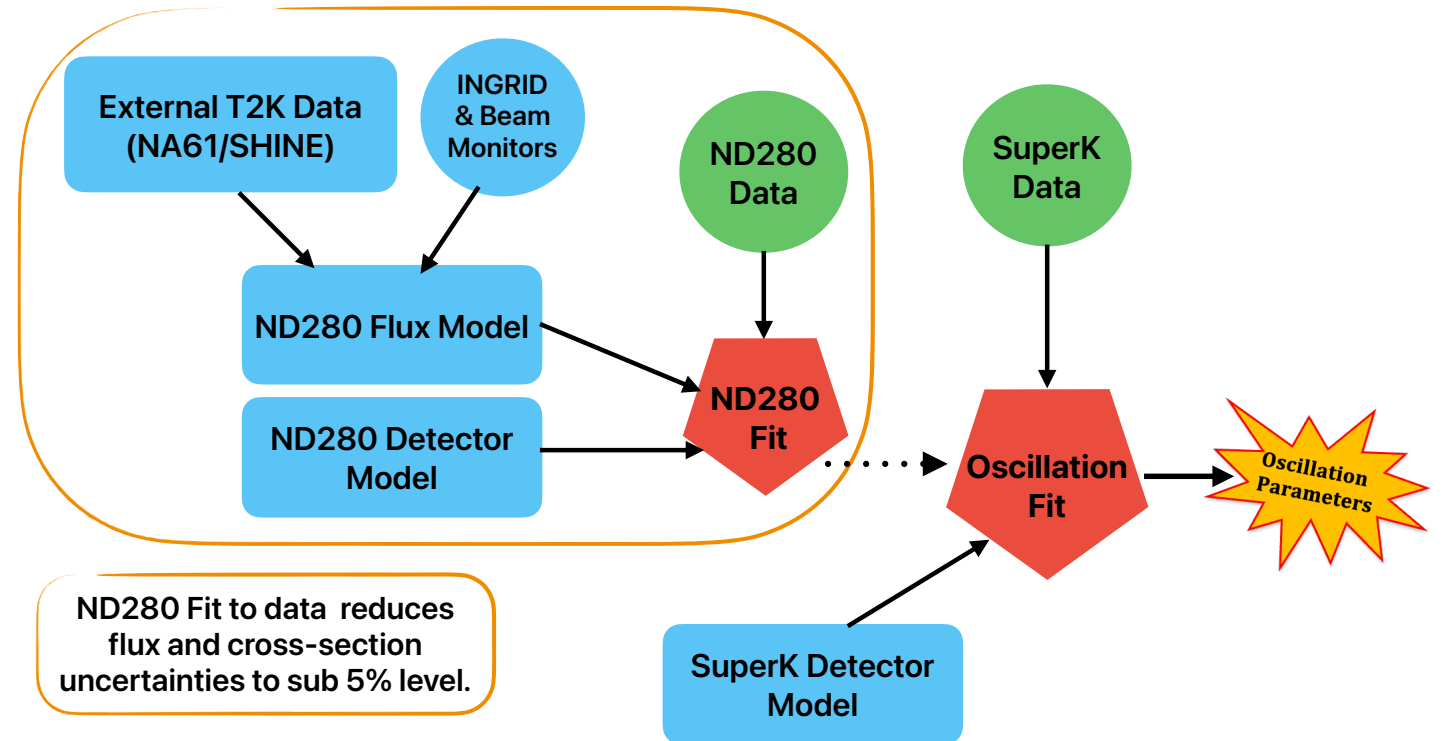 External T2K Data
(NA61/SHINE)
INGRID
& Beam
Monitors
ND280
Data
SuperK
Data
ND280 Flux Model
ND280 Detector
Model
ND280
Fit
Oscillation
Fit
Oscillation
Parameters
ND280 Fit to data  reduces
flux and cross-section
uncertainties to sub 5% level.
SuperK Detector
Model